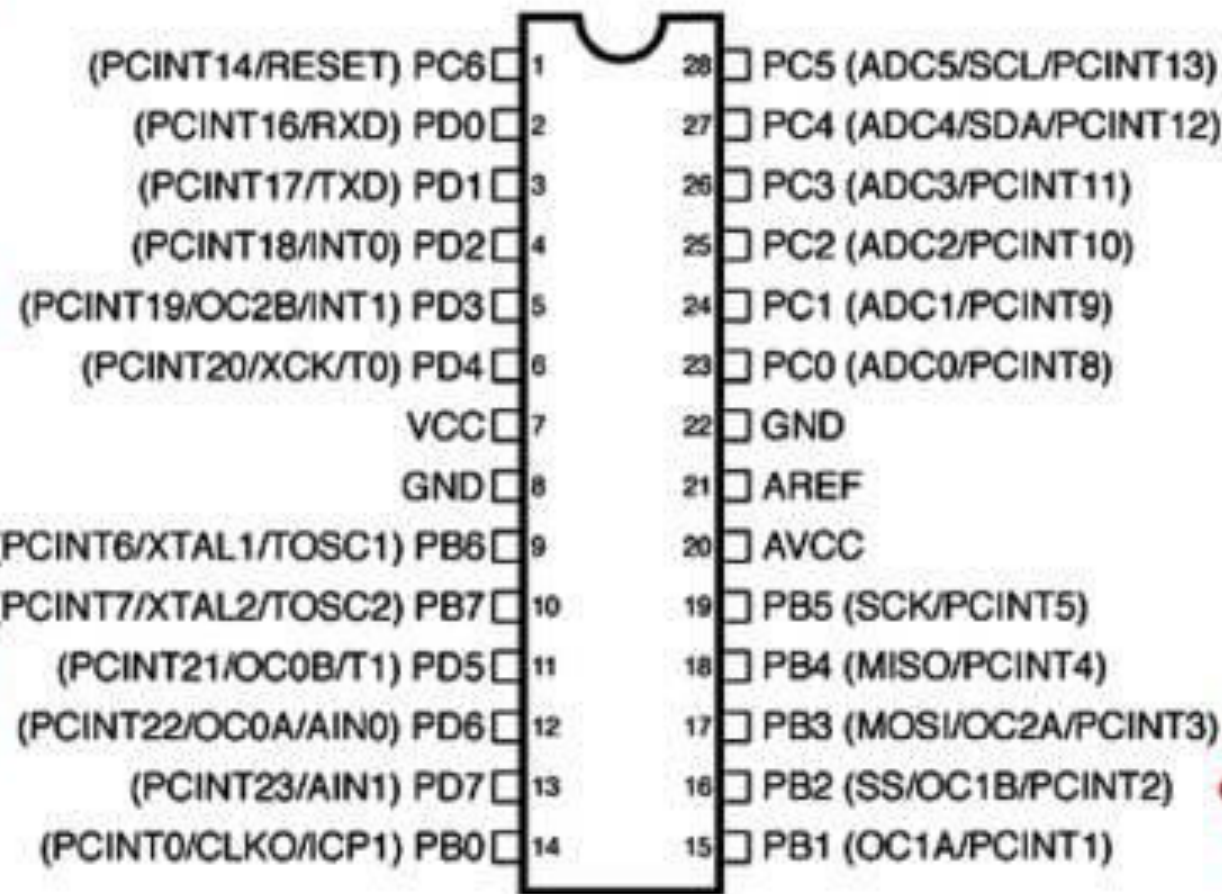 (PCINT14/RESET) PC6 1
(PCINT16/RXD) PD0 2
(PCINT17/TXD) PD1 3
(PCINT18/INT0) PD2 4
(PCINT19/OC2B/INT1) PD3 5
(PCINT20/XCK/T0) PD4 6
VCC 7
GND 8
(PCINT6/XTAL1/TOSC1) PB6 9
(PCINT7/XTAL2/TOSC2) PB7 10
(PCINT21/OC0B/T1) PD5 11
(PCINT22/OC0A/AIN0) PD6 12
(PCINT23/AIN1) PD7 13
(PCINT0/CLKO/ICP1) PB0 14
28 PC5 (ADC5/SCL/PCINT13)
27 PC4 (ADC4/SDA/PCINT12)
26 PC3 (ADC3/PCINT11)
25 PC2 (ADC2/PCINT10)
24 PC1 (ADC1/PCINT9)
23 PC0 (ADC0/PCINT8)
22 GND
21 AREF
20 AVCC
19 PB5 (SCK/PCINT5)
18 PB4 (MISO/PCINT4)
17 PB3 (MOSI/OC2A/PCINT3)
16 PB2 (SS/OC1B/PCINT2)
15 PB1 (OC1A/PCINT1)